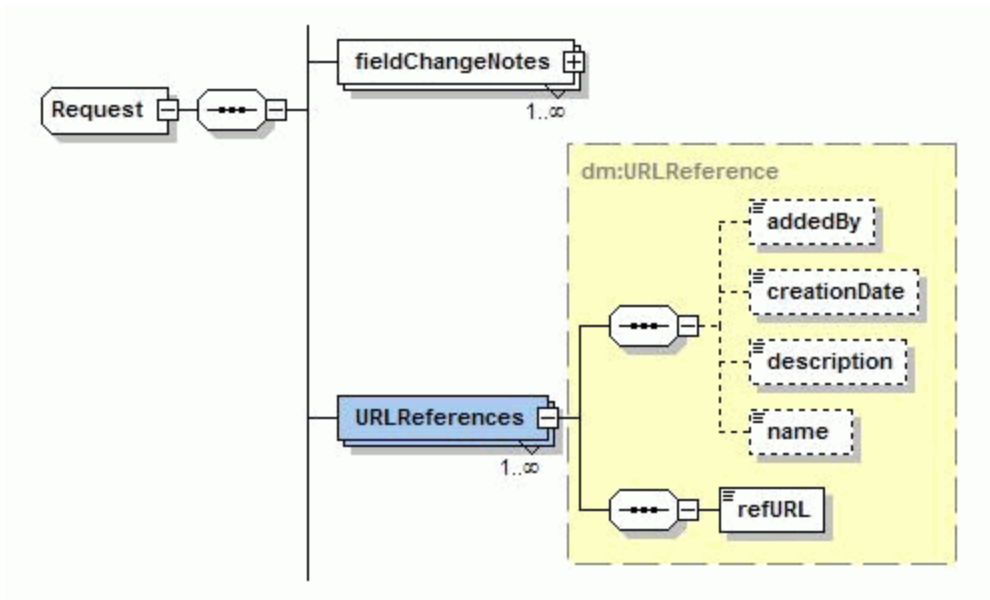 fieldChangeNotes
1..∞
Request
dm:URLReference
addedBy
creationDate
description
name
URLReferences
1..∞
refURL